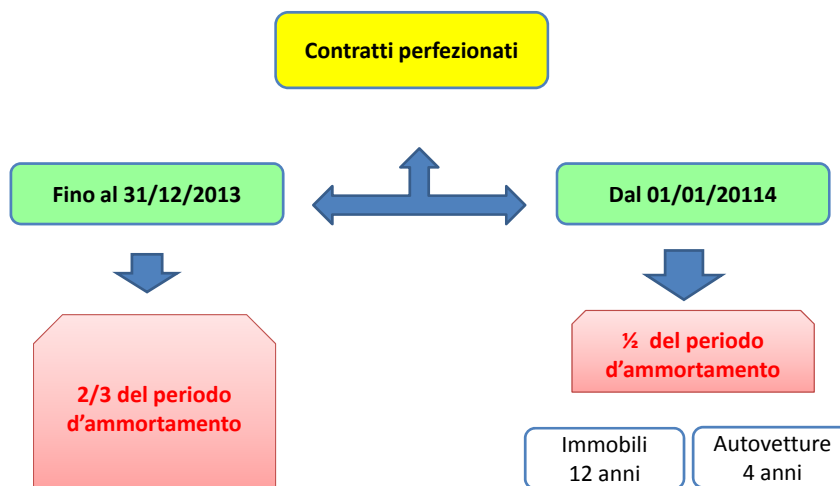 Contratti perfezionati
Fino al 31/12/2013
Dal 01/01/20114
2/3 del periodo
d’ammortamento
½ del periodo
d’ammortamento
Immobili
12 anni
Autovetture
4 anni